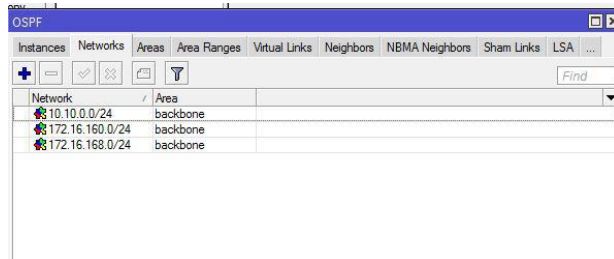 OSPF
Instances Networks Areas Area Ranges Virtual Links Neighbors NBMA Neighbors Sham Links LSA ...
Find
Network / Area
10.10.0.0/24 backbone
172.16.160.0/24 backbone
172.16.168.0/24 backbone